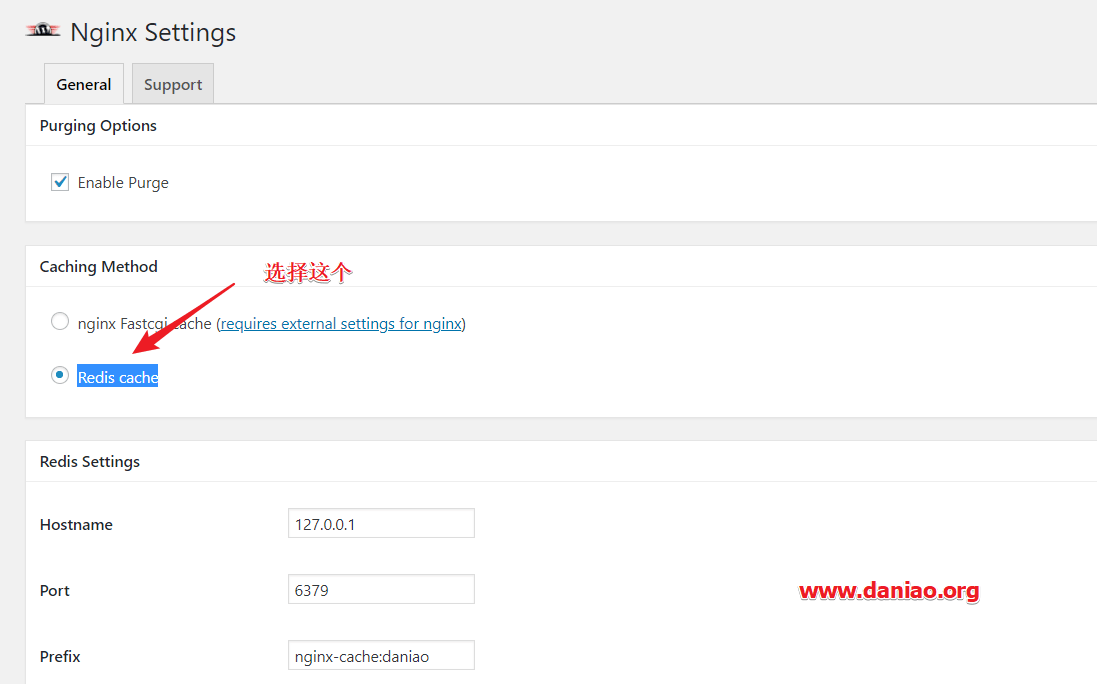 Nginx Settings
General Support
Purging Options
Enable Purge
Caching Method
选择这个
nginx Fastcgi cache (requires external settings for nginx)
Redis cache
Redis Settings
Hostname 127.0.0.1
Port 6379
www.daniao.org
Prefix nginx-cache:daniao